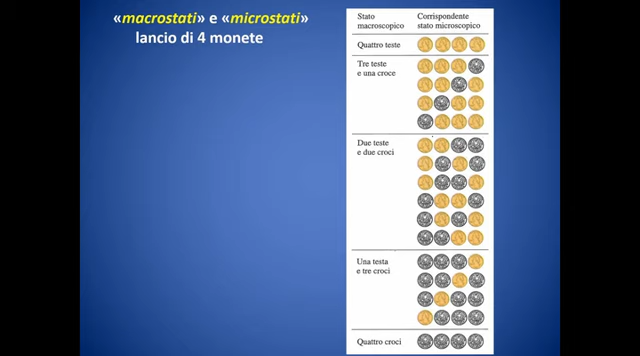 «macrostati» e «microstati»
lancio di 4 monete
Stato
macroscopico
Corrispondente
stato microscopico
Quattro teste
Tre teste
e una croce
Due teste
e due croci
Una testa
e tre croci
Quattro croci